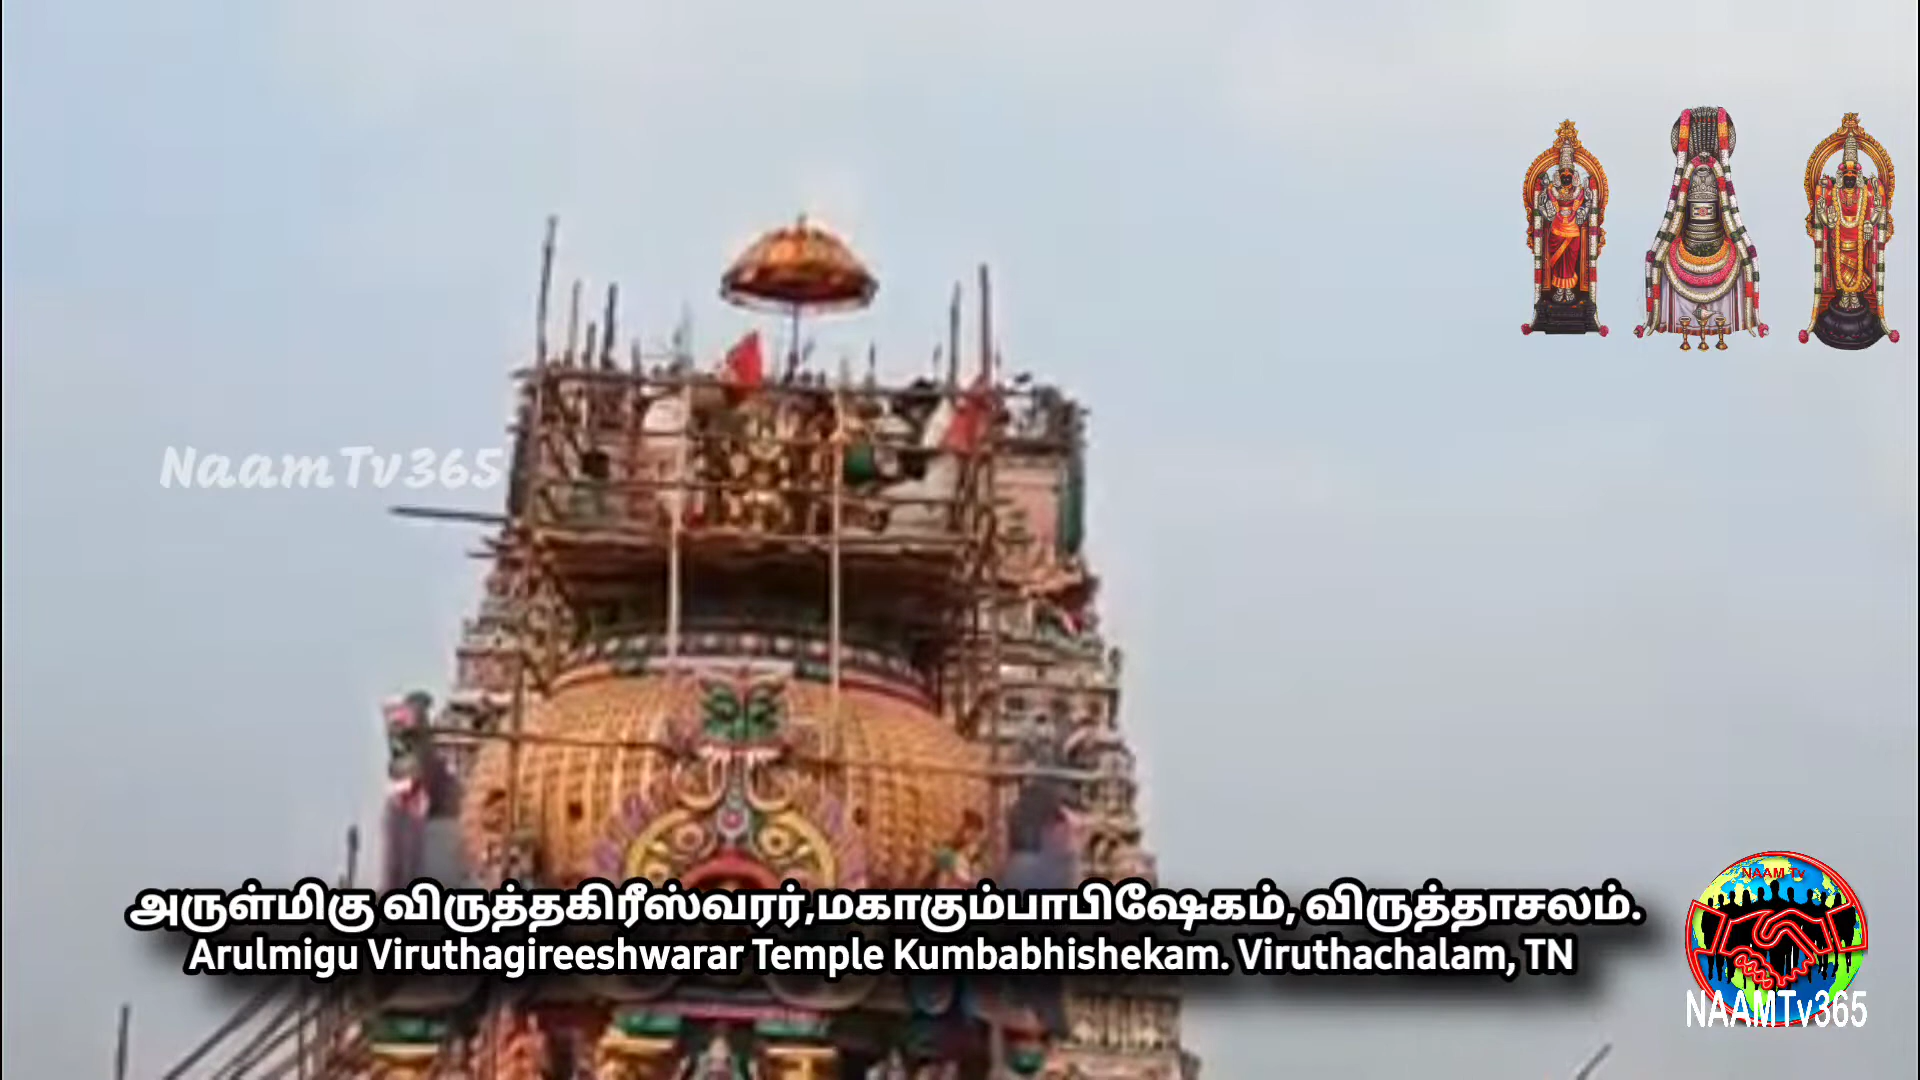 NaamTv365
அருள்மிகு விருத்தகிரீஸ்வரர்,மகாகும்பாபிஷேகம், விருத்தாசலம்.
Arulmigu Viruthagireeshwarar Temple Kumbabhishekam. Viruthachalam, TN
NAAM Tv
NAAMTv365